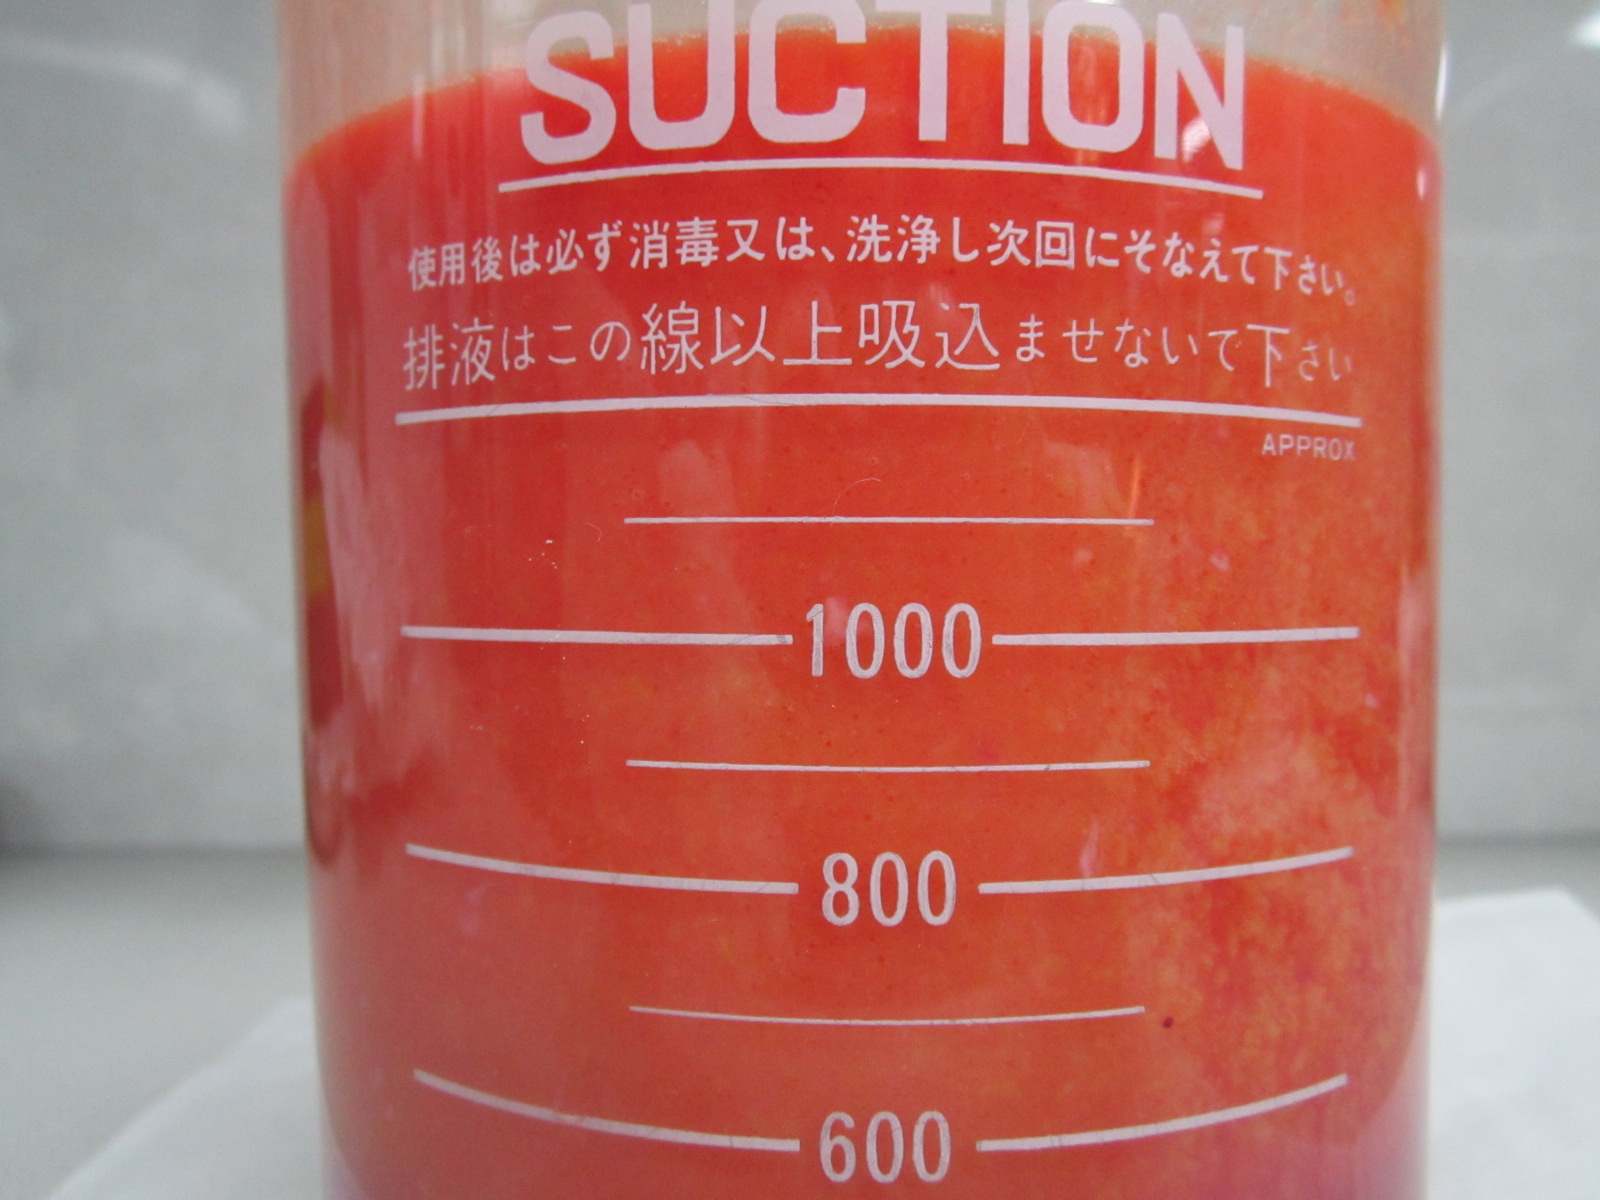 SUCTION
使用後は必ず消毒又は、洗浄し次回にそなえて下さい。
排液はこの線以上吸込ませないで下さい
APPROX
1000
800
600